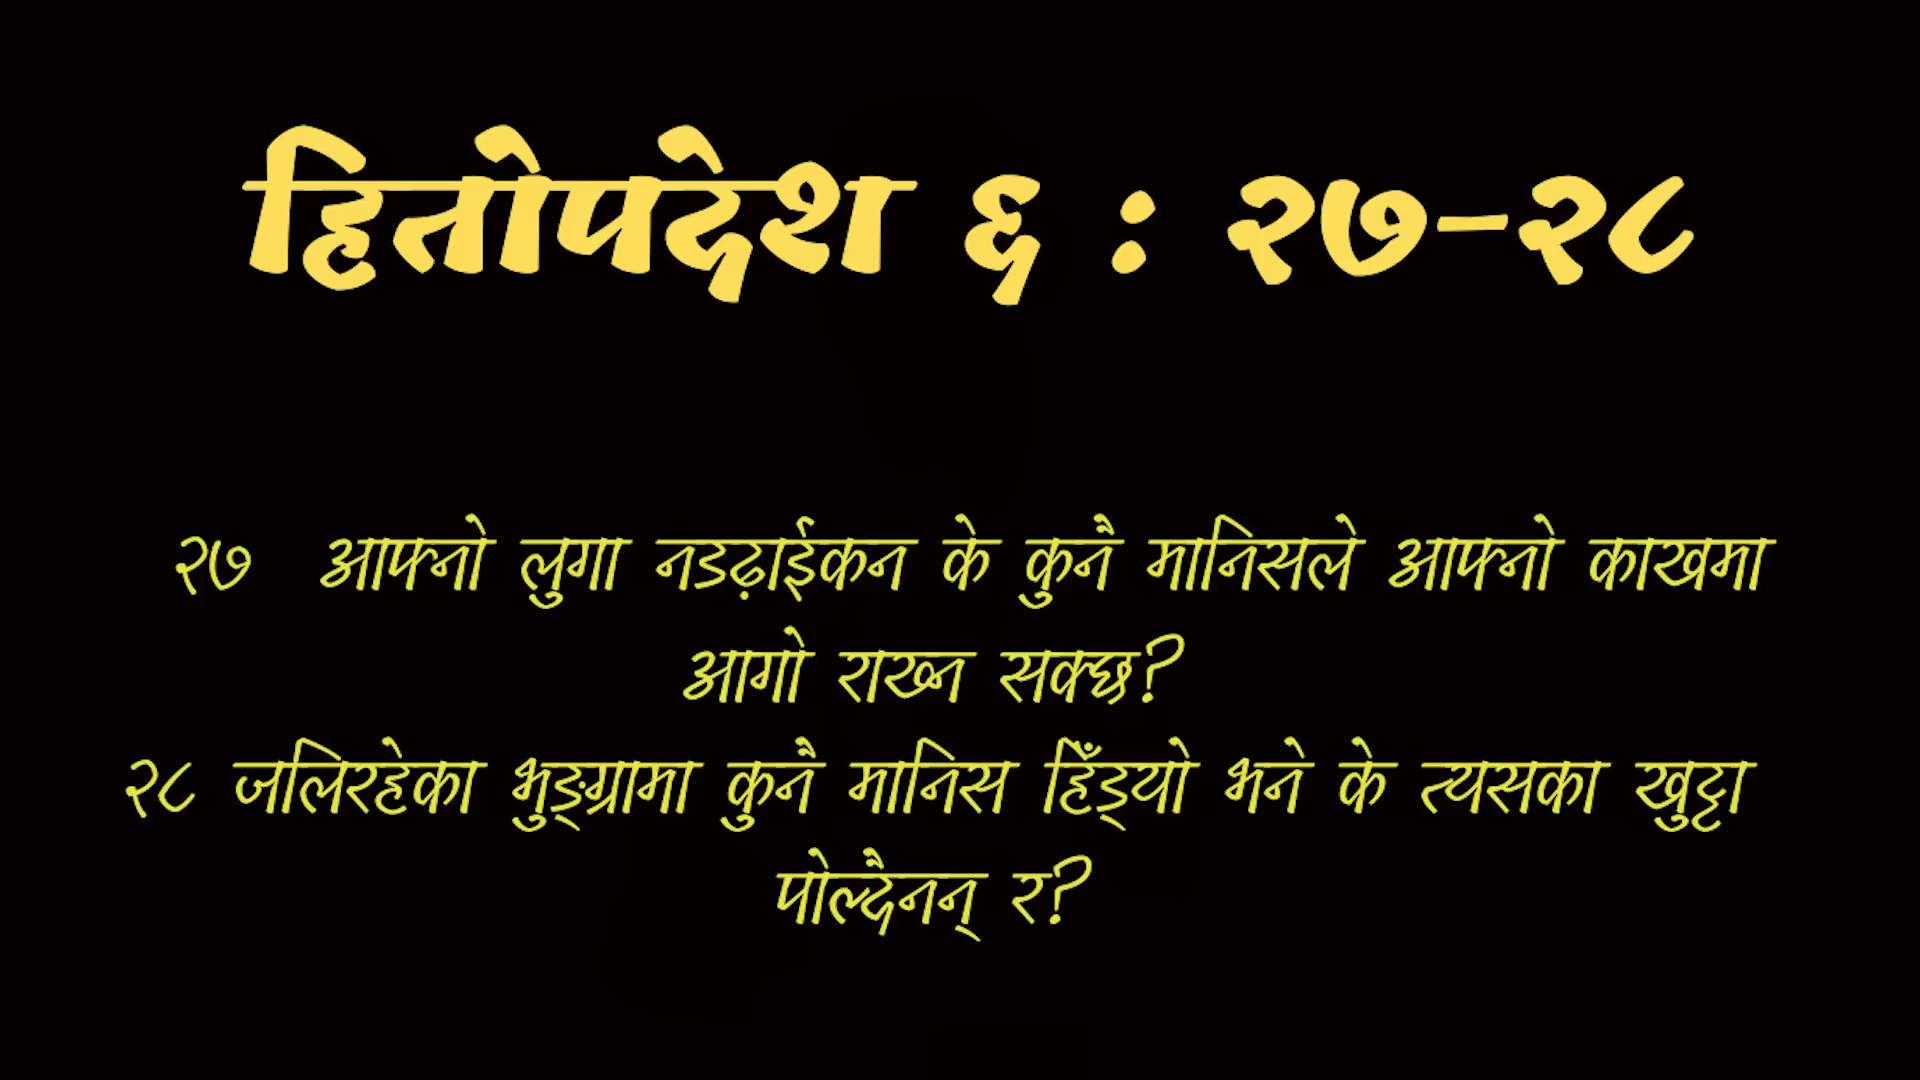 हितोपदेश ६ : २७-२८
२७ आफ्नो लुगा नडढ़ाईकन के कुनै मानिसले आफ्नो काखमा
आगो राख्न सक्छ?
२८ जलिरहेका भुङ्ग्रामा कुनै मानिस हिँड्यो भने के त्यसका खुट्टा
पोल्दैनन् र?